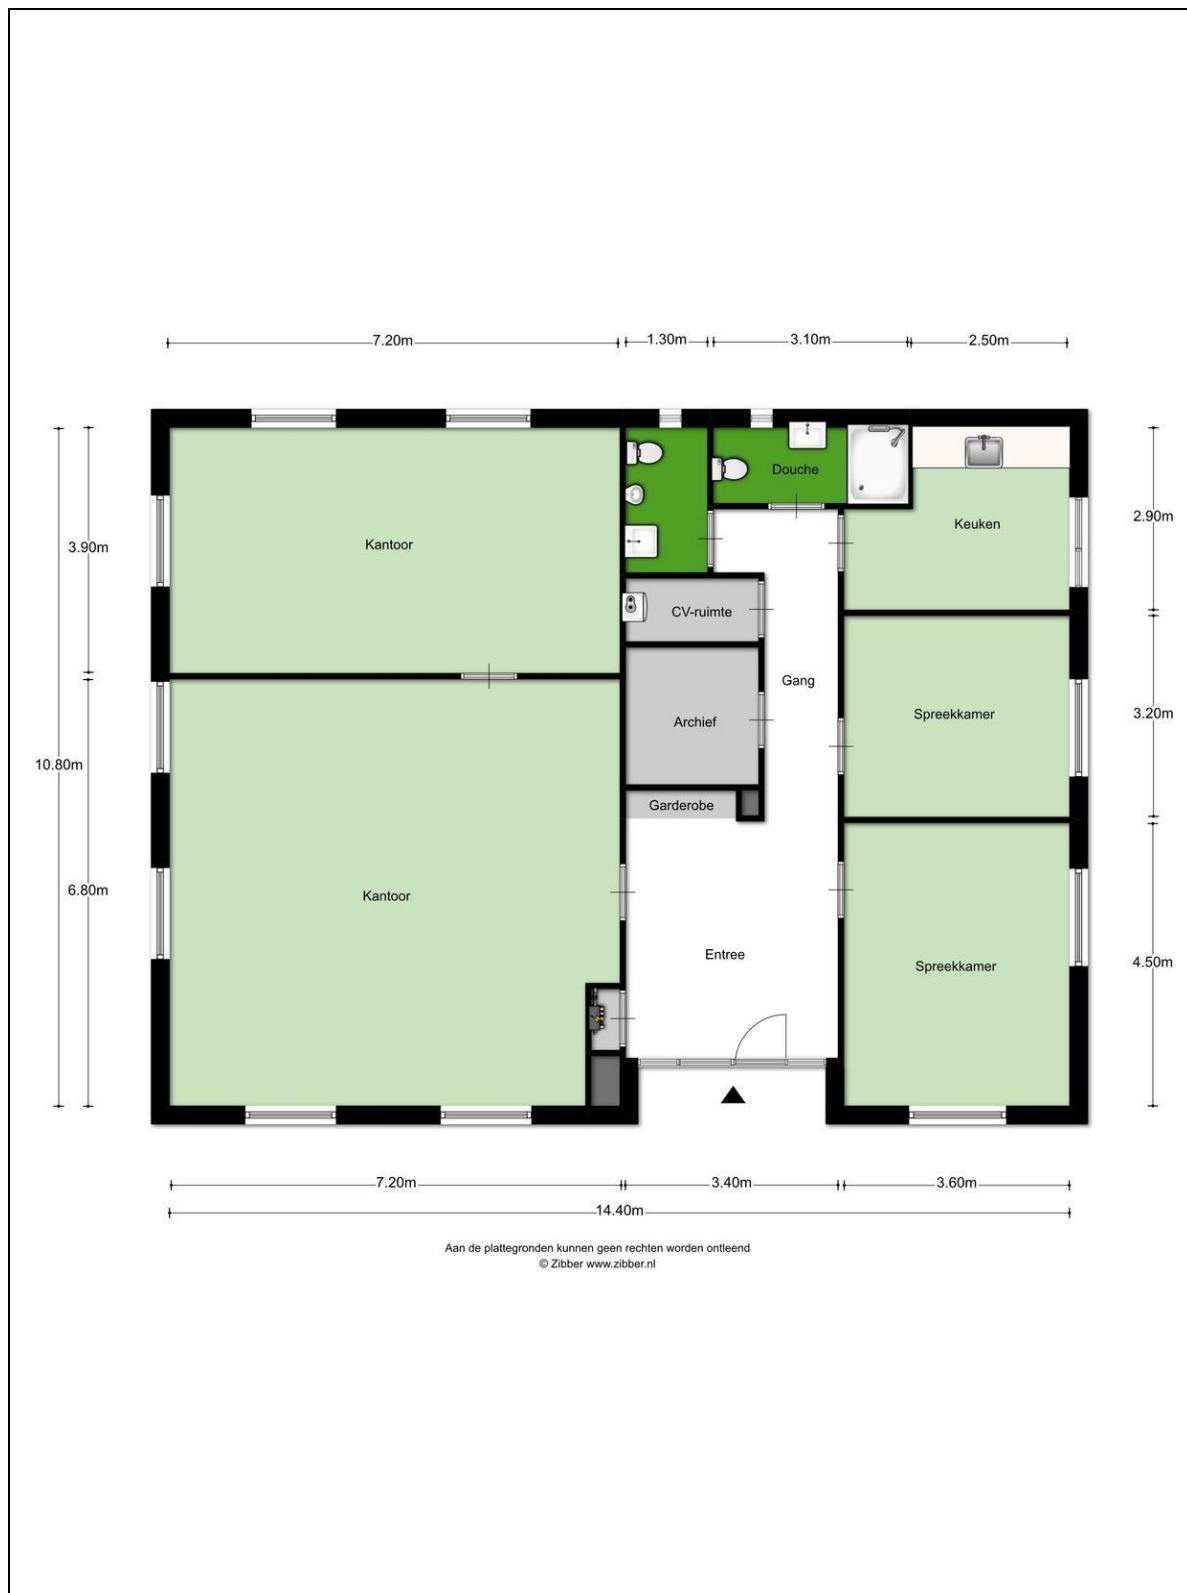 7.20m 1.30m 3.10m 2.50m
Douche
2.90m
Keuken
3.90m
Kantoor
CV-ruimte
Gang
Spreekkamer
3.20m
Archief
10.80m
Garderobe
6.80m
Kantoor
Entree
Spreekkamer
4.50m
7.20m 3.40m 3.60m
14.40m
Aan de plattegronden kunnen geen rechten worden ontleend
© Zibber www.zibber.nl